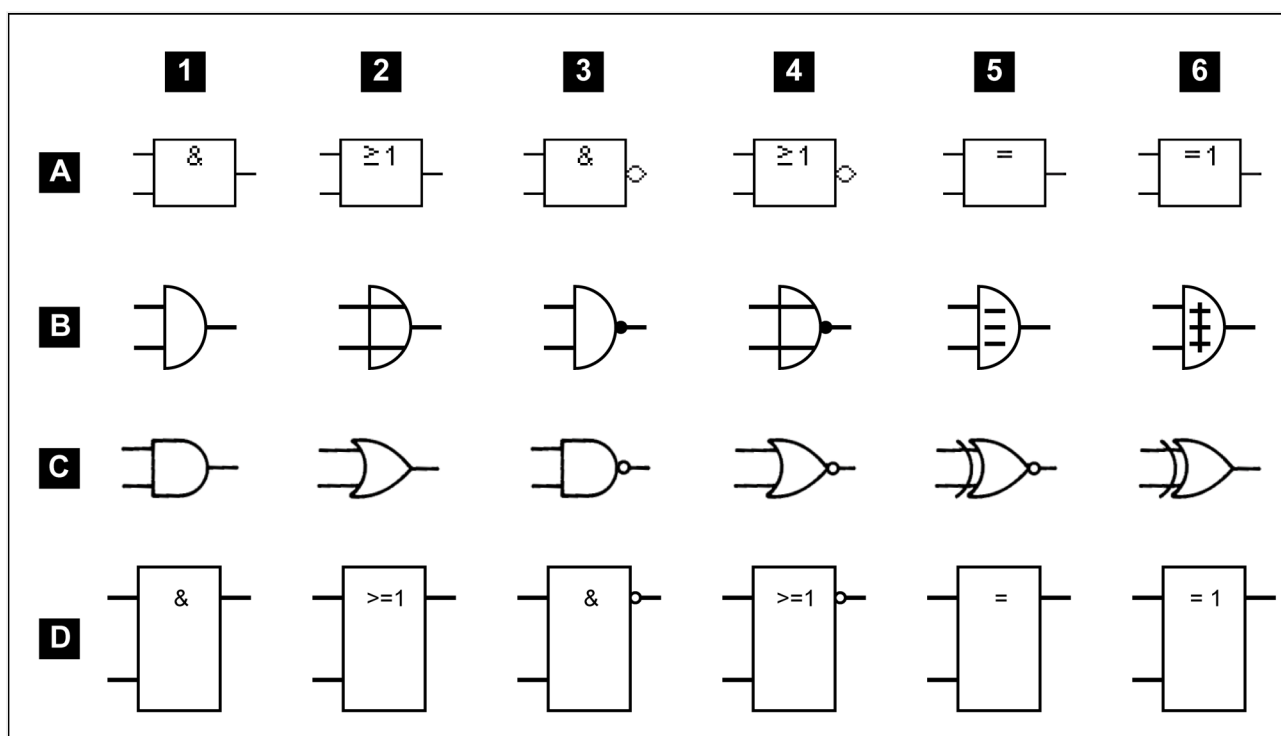 1 2 3 4 5 6
A & ≥1 & ≥1 = =1
B
C
D & >=1 & >=1 = = 1